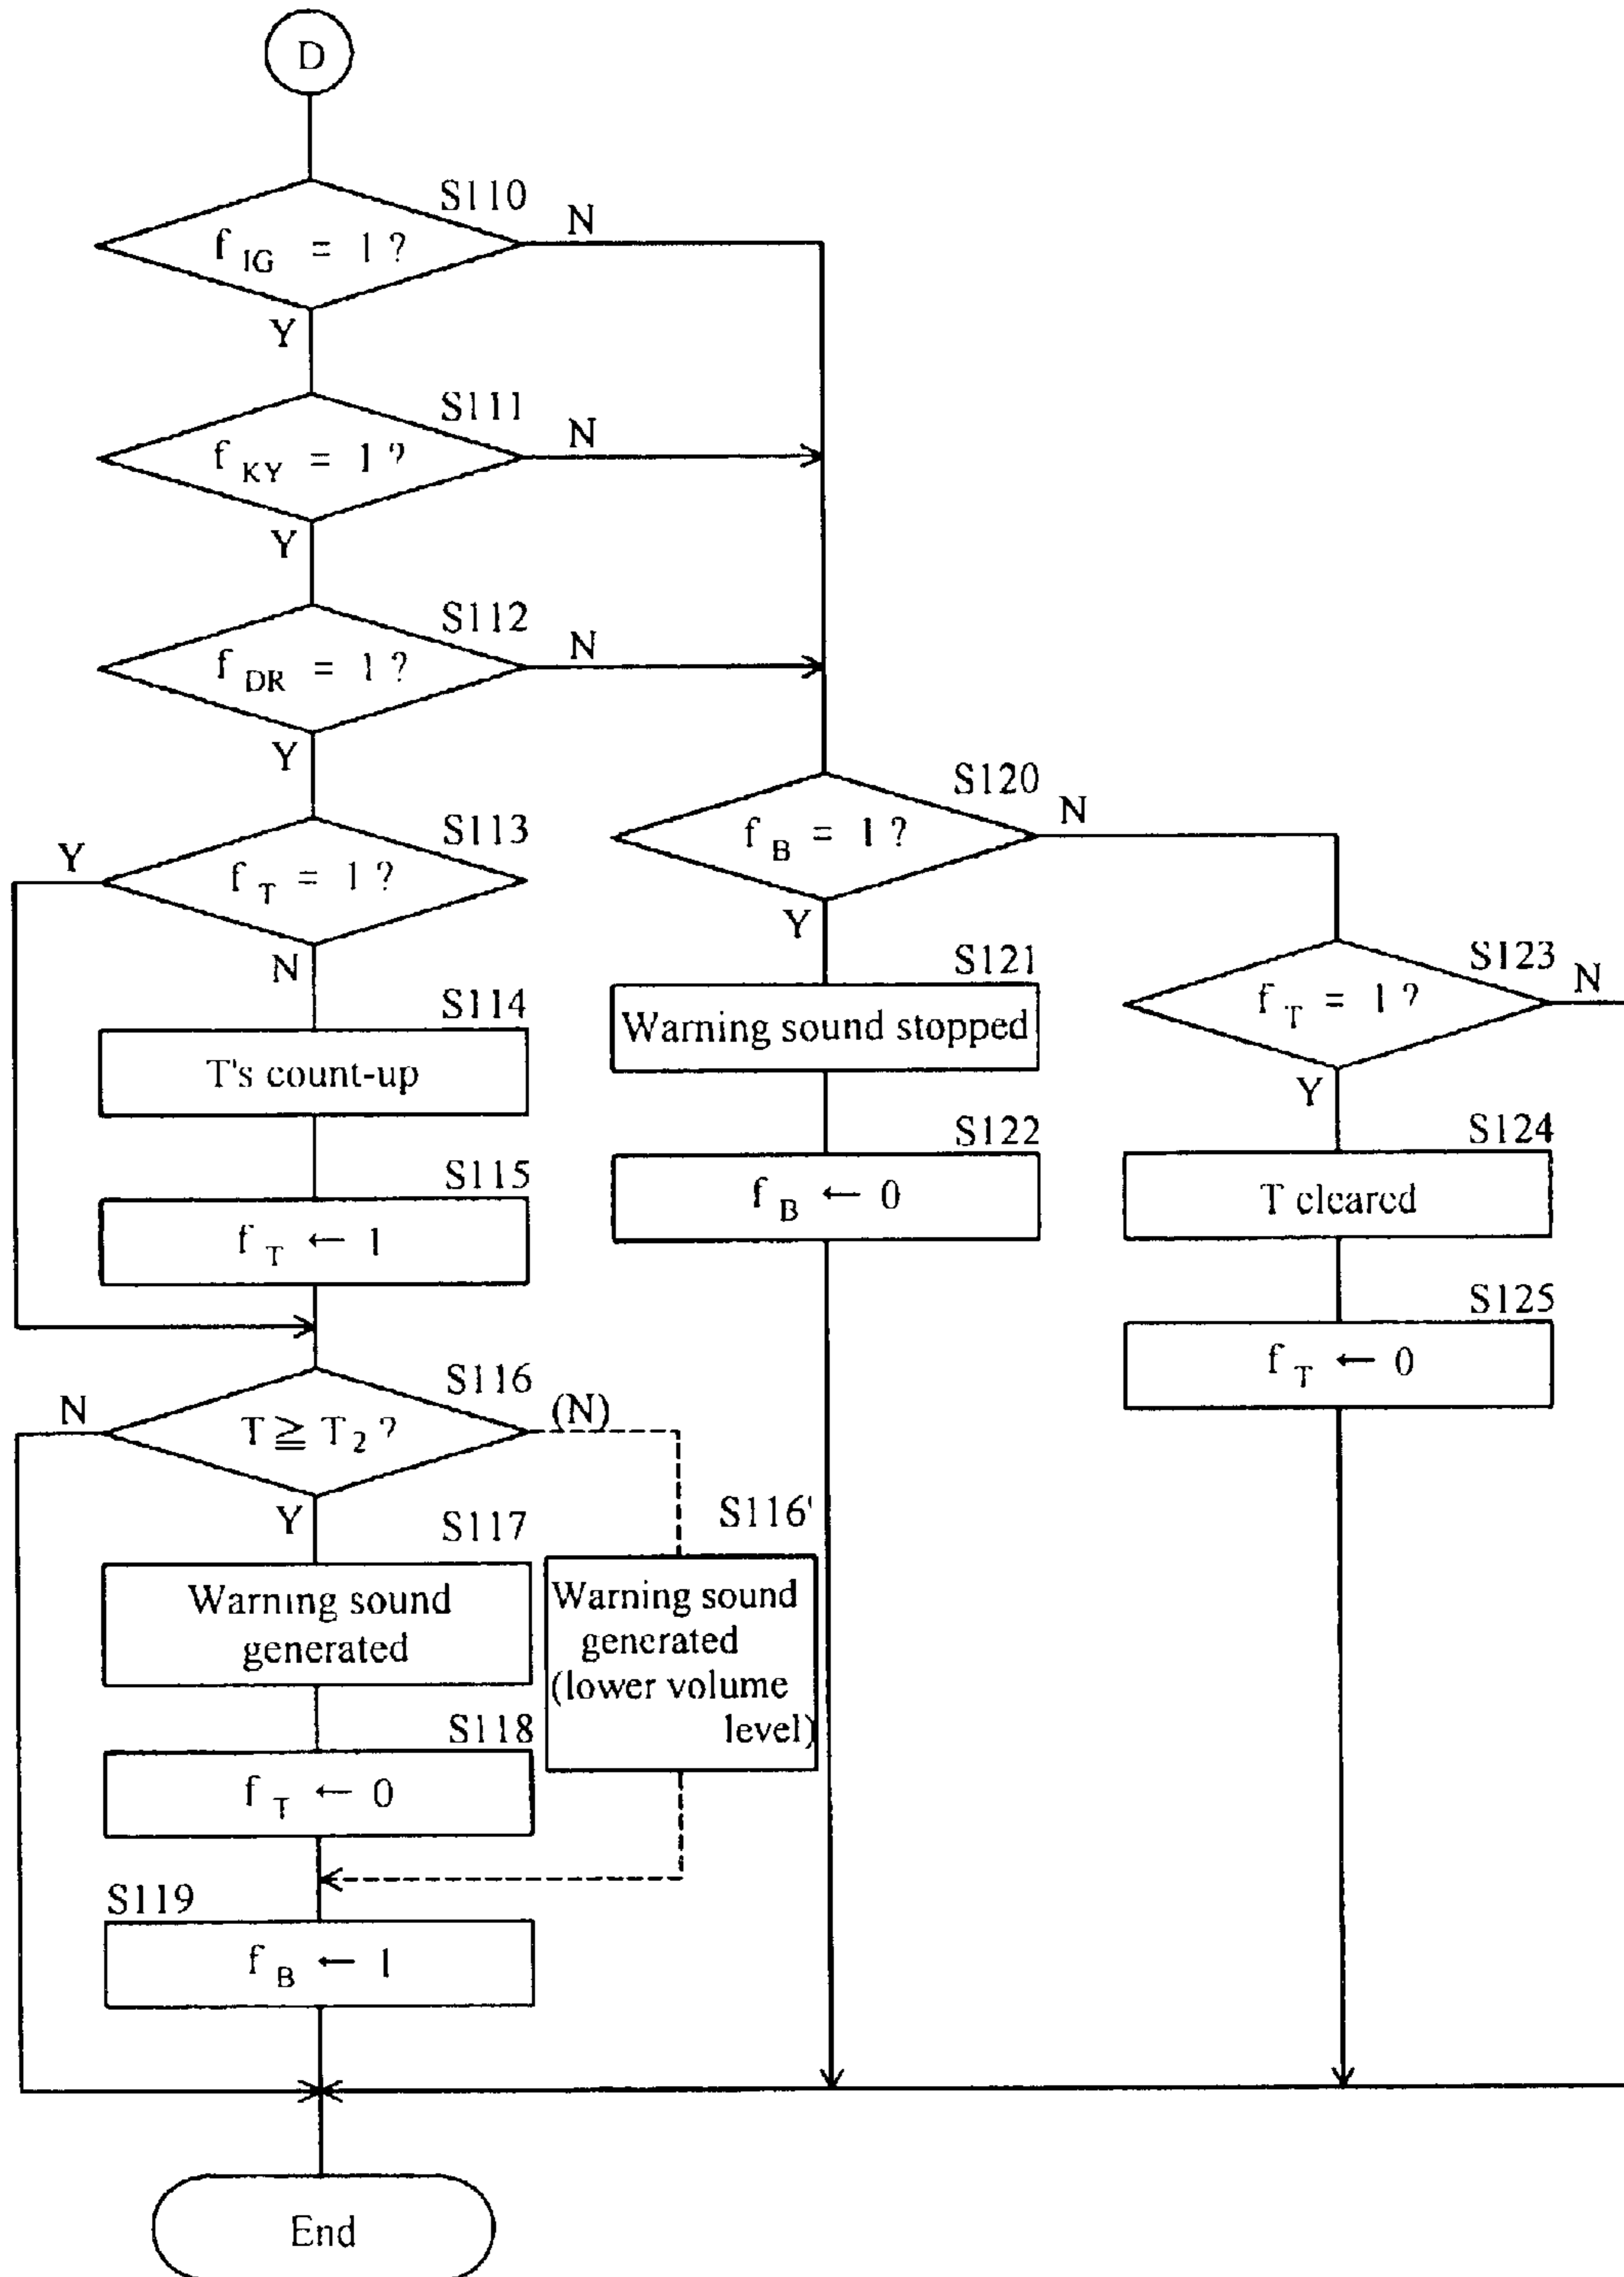 D
S110
f IG = 1 ?
N
Y
S111
f KY = 1 ?
N
Y
S112
f DR = 1 ?
N
Y
S113
Y
f T = 1 ?
N
S114
T's count-up
S115
f T ← 1
S116
N
T ≧ T 2 ?
(N)
Y
S117
Warning sound
generated
S116'
Warning sound
generated
(lower volume
level)
S118
f T ← 0
S119
f B ← 1
End
S120
f B = 1 ?
N
Y
S121
Warning sound stopped
S122
f B ← 0
S123
f T = 1 ?
N
Y
S124
T cleared
S125
f T ← 0